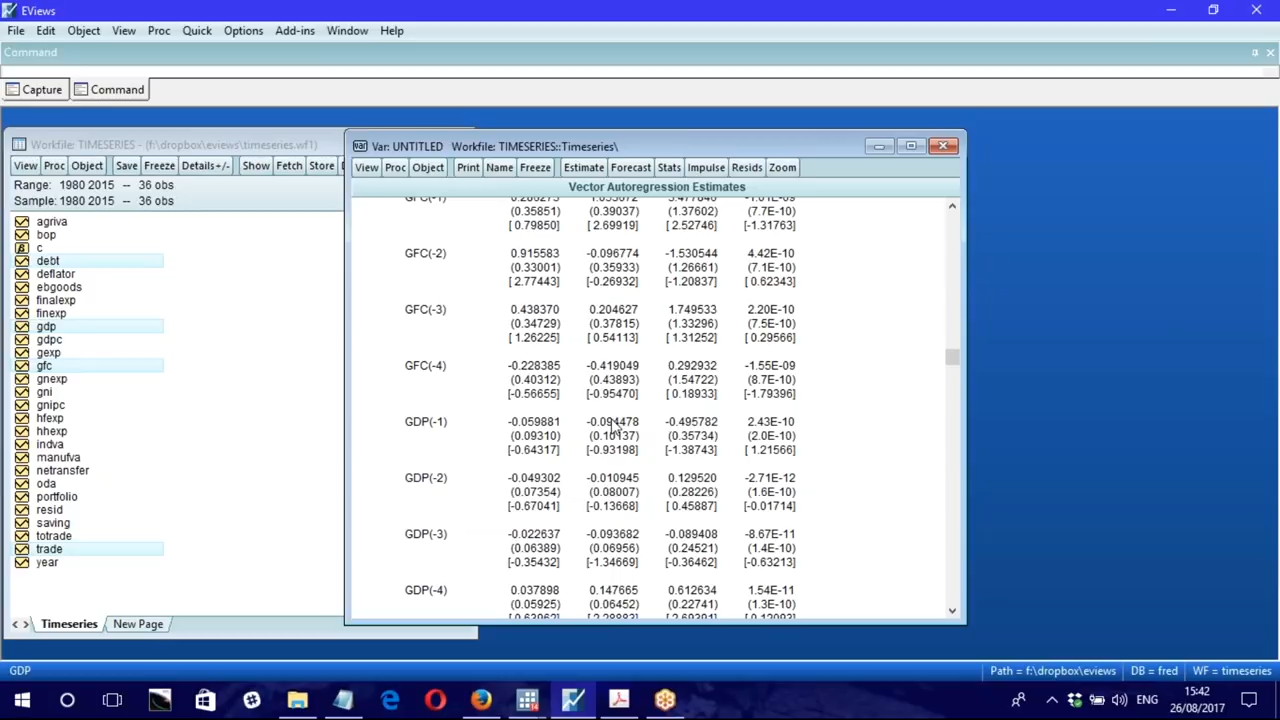 EViews
File Edit Object View Proc Quick Options Add-ins Window Help
Command
Capture Command
Workfile: TIMESERIES - (f:\dropbox\eviews\timeseries.wf1)
View Proc Object Save Freeze Details+/- Show Fetch Store
Range: 1980 2015 -- 36 obs
Sample: 1980 2015 -- 36 obs
agriva
bop
c
debt
deflator
ebgoods
finalexp
finexp
gdp
gdpc
gexp
gfc
gnexp
gni
gnipc
hfexp
hhexp
indva
manufva
netransfer
oda
portfolio
resid
saving
totrade
trade
year
Timeseries New Page
Var: UNTITLED Workfile: TIMESERIES::Timeseries\
View Proc Object Print Name Freeze Estimate Forecast Stats Impulse Resids Zoom
Vector Autoregression Estimates
GFC(-1)
(0.35851) (0.39037) (1.37602) (7.7E-10)
[ 0.79850] [ 2.69919] [ 2.52746] [-1.31763]
GFC(-2) 0.915583 -0.096774 -1.530544 4.42E-10
(0.33001) (0.35933) (1.26661) (7.1E-10)
[ 2.77443] [-0.26932] [-1.20837] [ 0.62343]
GFC(-3) 0.438370 0.204627 1.749533 2.20E-10
(0.34729) (0.37815) (1.33296) (7.5E-10)
[ 1.26225] [ 0.54113] [ 1.31252] [ 0.29566]
GFC(-4) -0.228385 -0.419049 0.292932 -1.55E-09
(0.40312) (0.43893) (1.54722) (8.7E-10)
[-0.56655] [-0.95470] [ 0.18933] [-1.79396]
GDP(-1) -0.059881 -0.094478 -0.495782 2.43E-10
(0.09310) (0.10137) (0.35734) (2.0E-10)
[-0.64317] [-0.93198] [-1.38743] [ 1.21566]
GDP(-2) -0.049302 -0.010945 0.129520 -2.71E-12
(0.07354) (0.08007) (0.28226) (1.6E-10)
[-0.67041] [-0.13668] [ 0.45887] [-0.01714]
GDP(-3) -0.022637 -0.093682 -0.089408 -8.67E-11
(0.06389) (0.06956) (0.24521) (1.4E-10)
[-0.35432] [-1.34669] [-0.36462] [-0.63213]
GDP(-4) 0.037898 0.147665 0.612634 1.54E-11
(0.05925) (0.06452) (0.22741) (1.3E-10)
GDP Path = f:\dropbox\eviews DB = fred WF = timeseries
ENG
15:42
26/08/2017